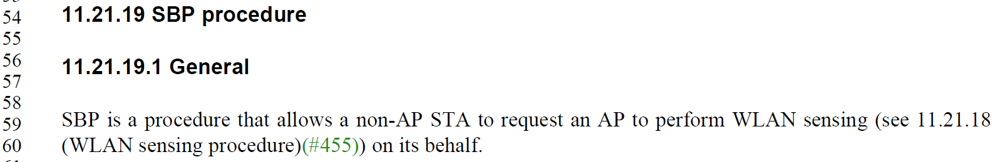 54 11.21.19 SBP procedure
55
56 11.21.19.1 General
57
58
59 SBP is a procedure that allows a non-AP STA to request an AP to perform WLAN sensing (see 11.21.18
60 (WLAN sensing procedure)(#455)) on its behalf.